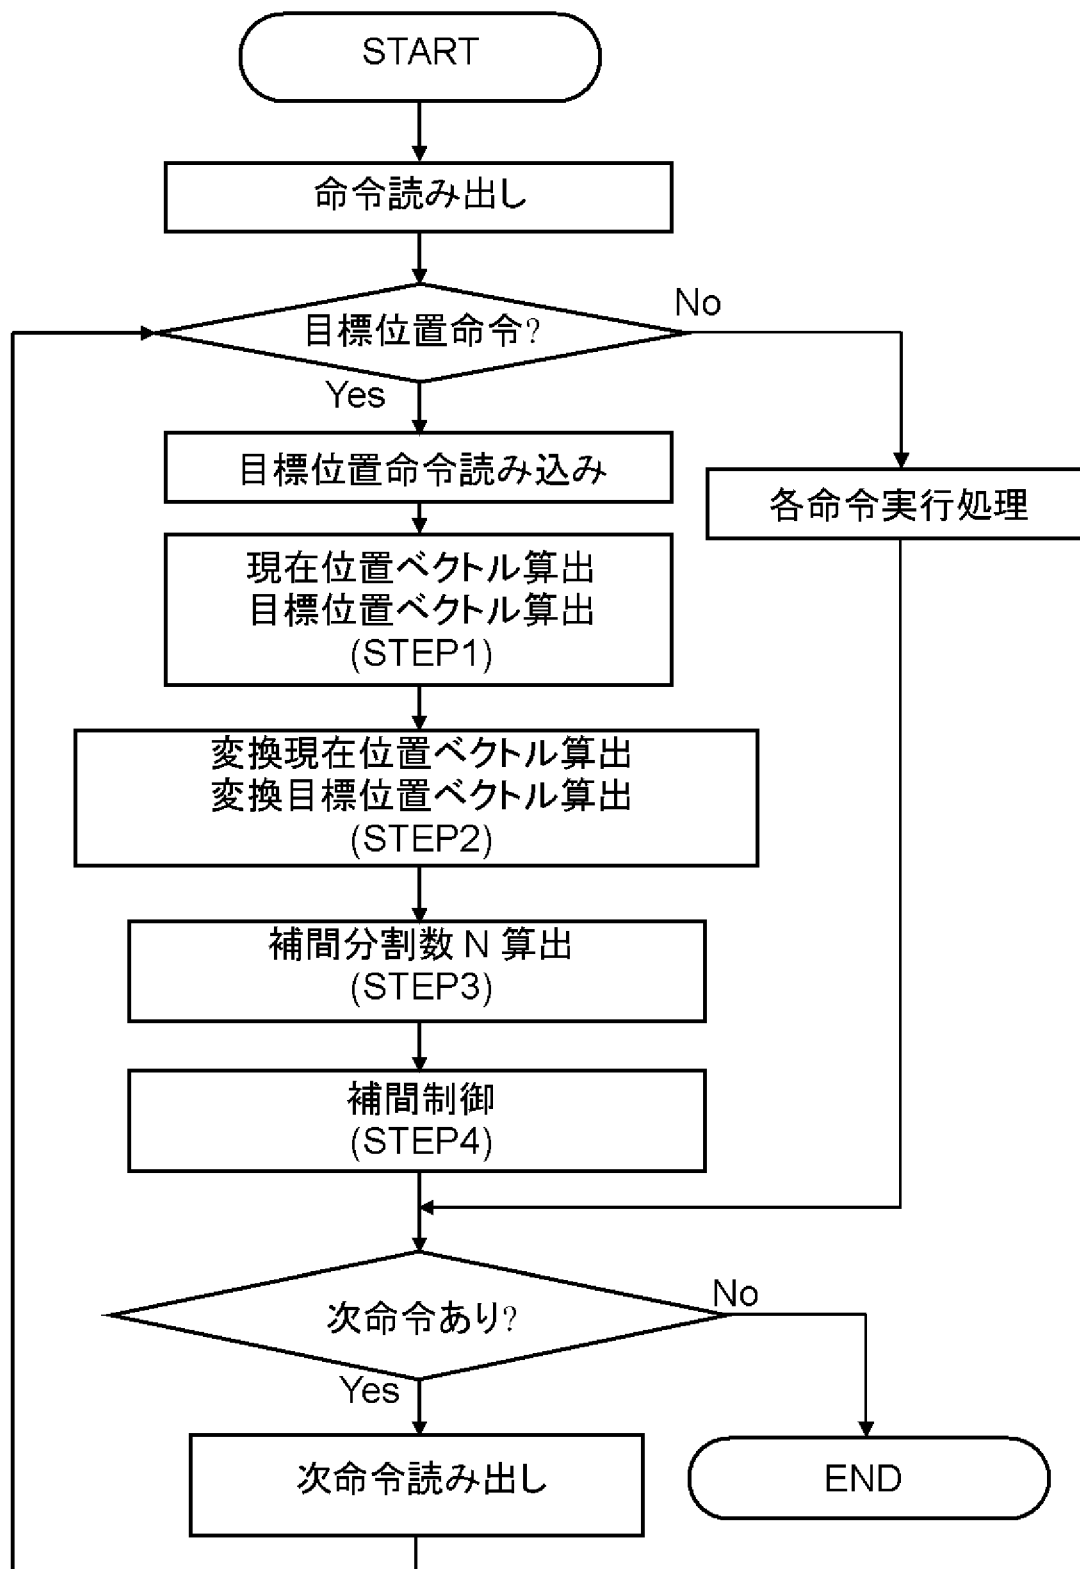 START
命令読み出し
目標位置命令?
No
Yes
目標位置命令読み込み
各命令実行処理
現在位置ベクトル算出
目標位置ベクトル算出
(STEP1)
変換現在位置ベクトル算出
変換目標位置ベクトル算出
(STEP2)
補間分割数 N 算出
(STEP3)
補間制御
(STEP4)
次命令あり?
No
Yes
次命令読み出し
END